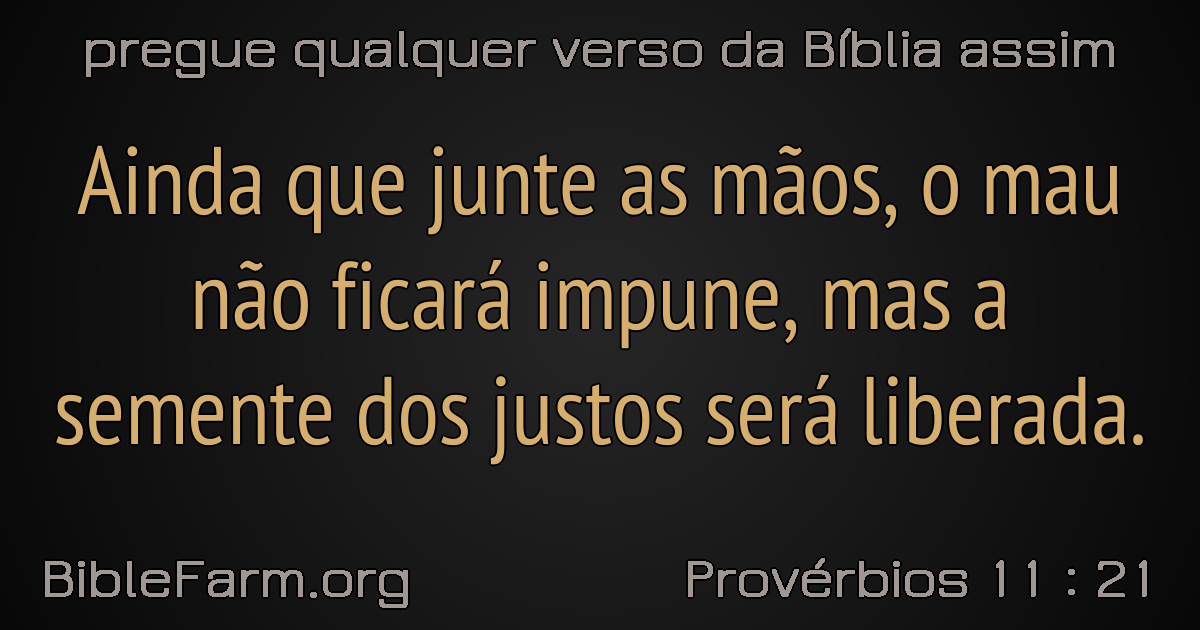 pregue qualquer verso da Bíblia assim
Ainda que junte as mãos, o mau
não ficará impune, mas a
semente dos justos será liberada.
BibleFarm.org
Provérbios 11 : 21